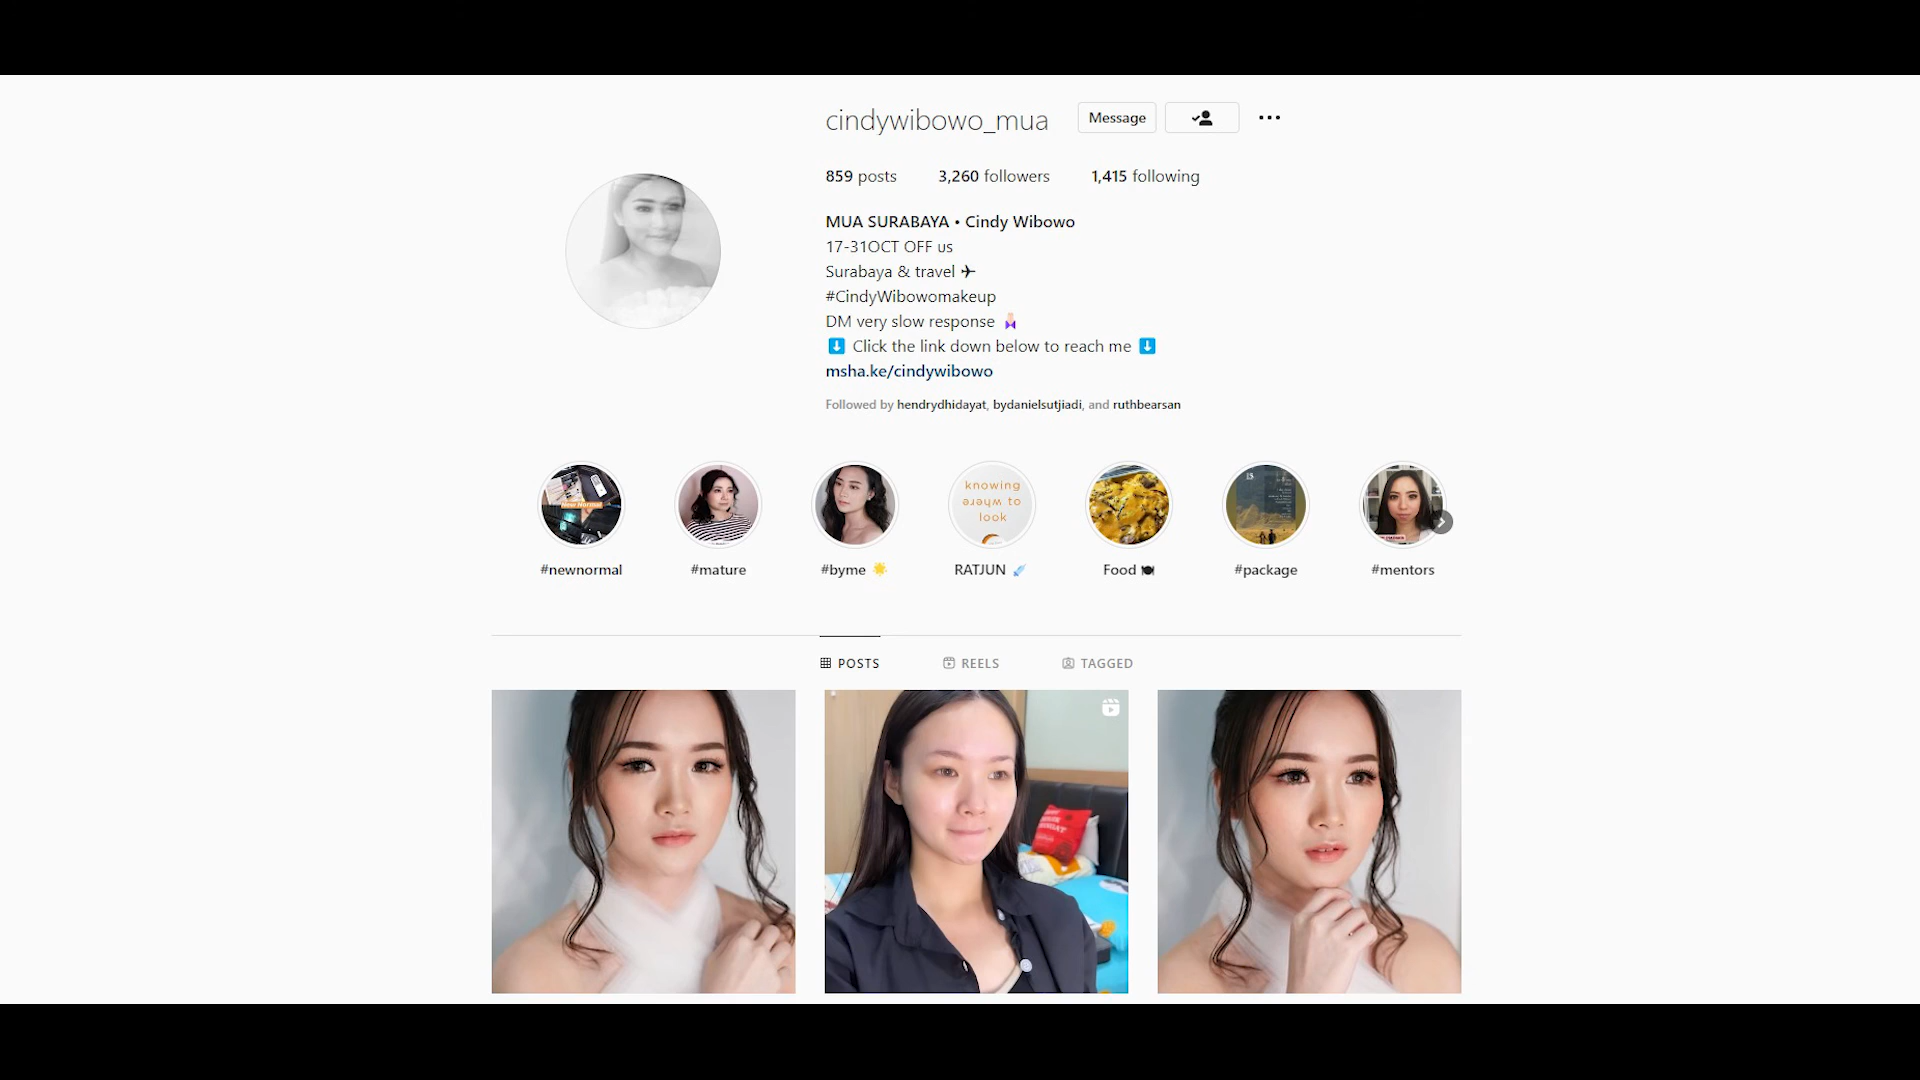 cindywibowo_mua
Message
859 posts 3,260 followers 1,415 following
MUA SURABAYA • Cindy Wibowo
17-31OCT OFF us
Surabaya & travel ✈
#CindyWibowomakeup
DM very slow response
⬇️ Click the link down below to reach me ⬇️
msha.ke/cindywibowo
Followed by hendrydhidayat, bydanielsutjiadi, and ruthbearsan
New Normal
knowing
where to
look
#newnormal #mature #byme 🌟 RATJUN Food 🍽 #package #mentors
POSTS REELS TAGGED